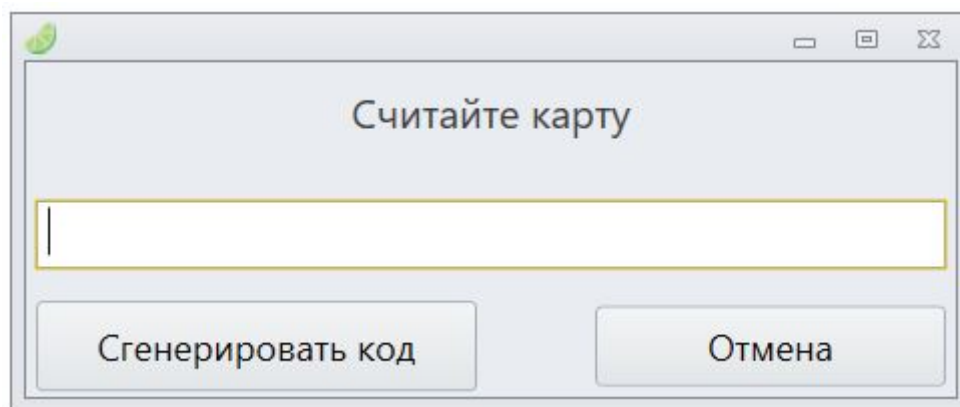 Считайте карту
Сгенерировать код
Отмена